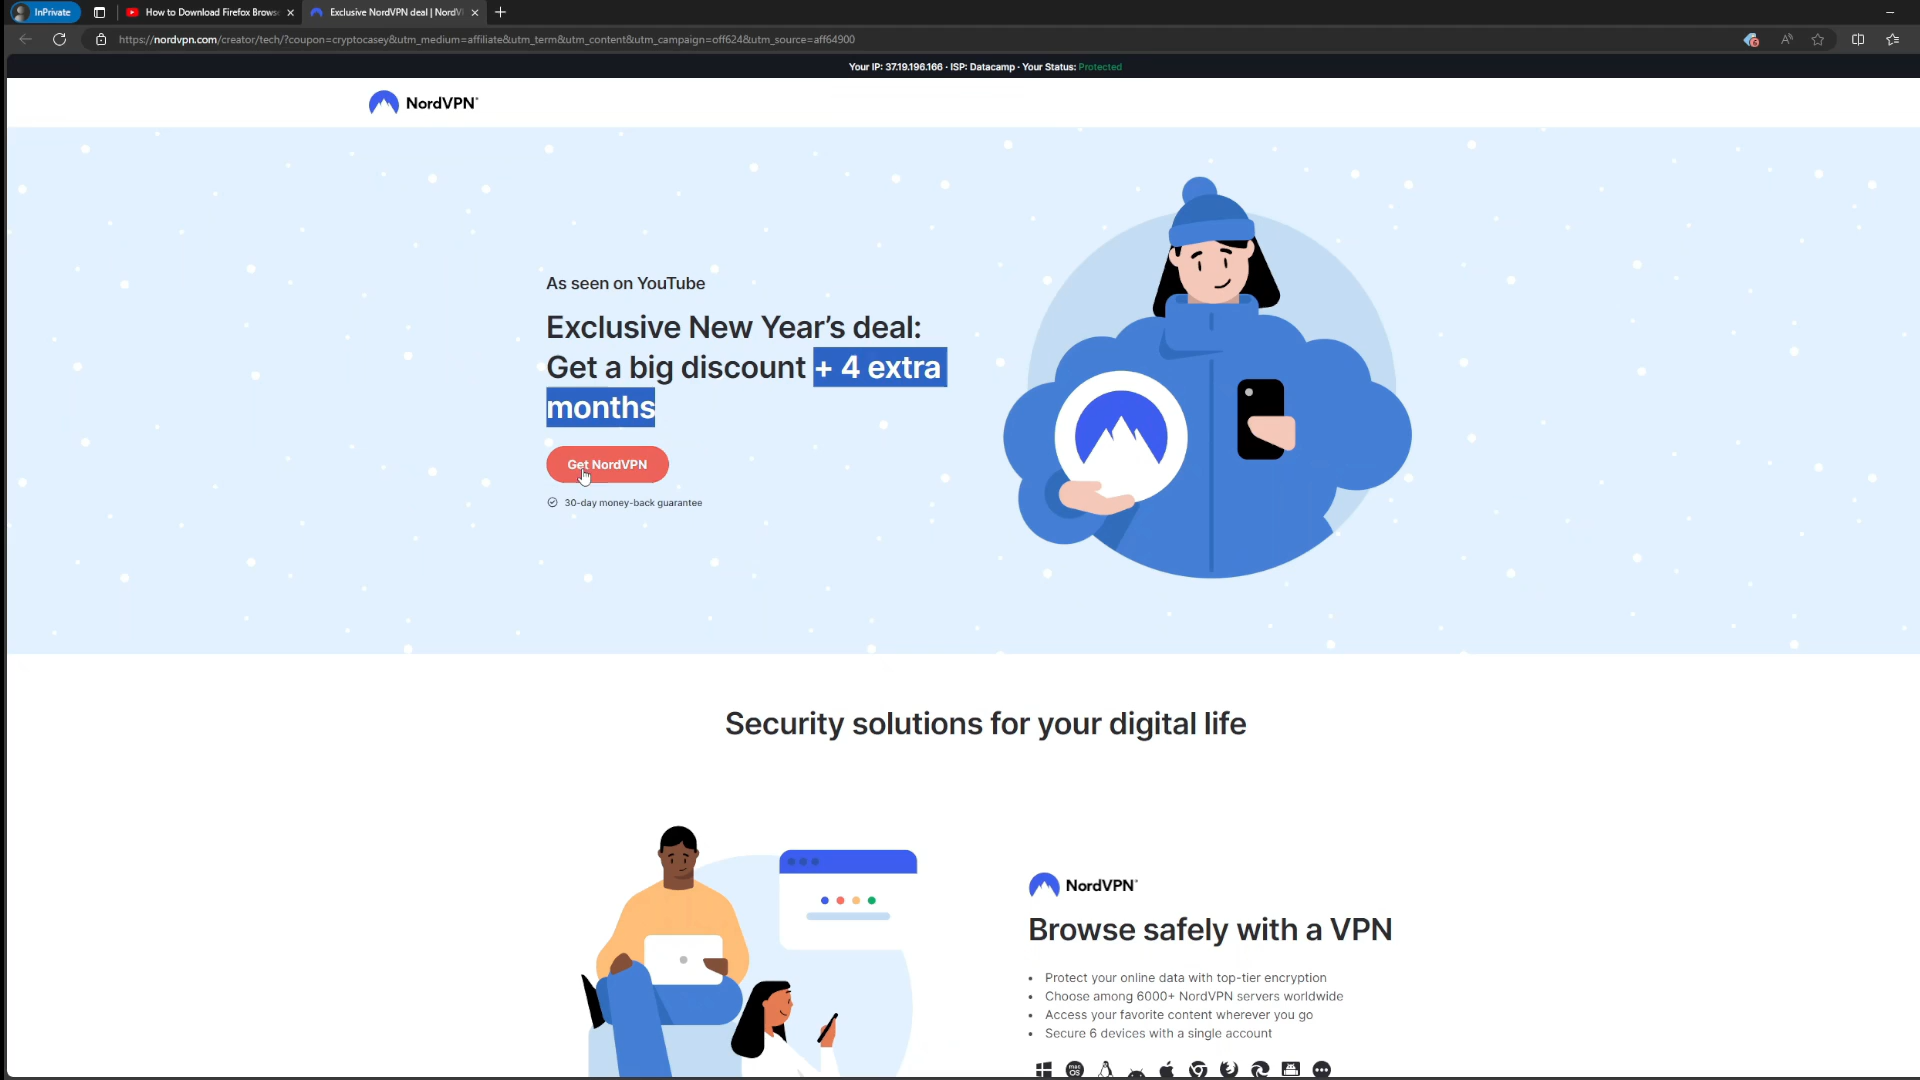 InPrivate
How to Download Firefox Brows
Exclusive NordVPN deal | NordV
https://nordvpn.com/creator/tech/?coupon=cryptocasey&utm_medium=affiliate&utm_term&utm_content&utm_campaign=off624&utm_source=aff64900
Your IP: 37.19.196.166 · ISP: Datacamp · Your Status: Protected
NordVPN®
As seen on YouTube
Exclusive New Year’s deal:
Get a big discount + 4 extra
months
Get NordVPN
30-day money-back guarantee
Security solutions for your digital life
NordVPN®
Browse safely with a VPN
• Protect your online data with top-tier encryption
• Choose among 6000+ NordVPN servers worldwide
• Access your favorite content wherever you go
• Secure 6 devices with a single account
mac
OS